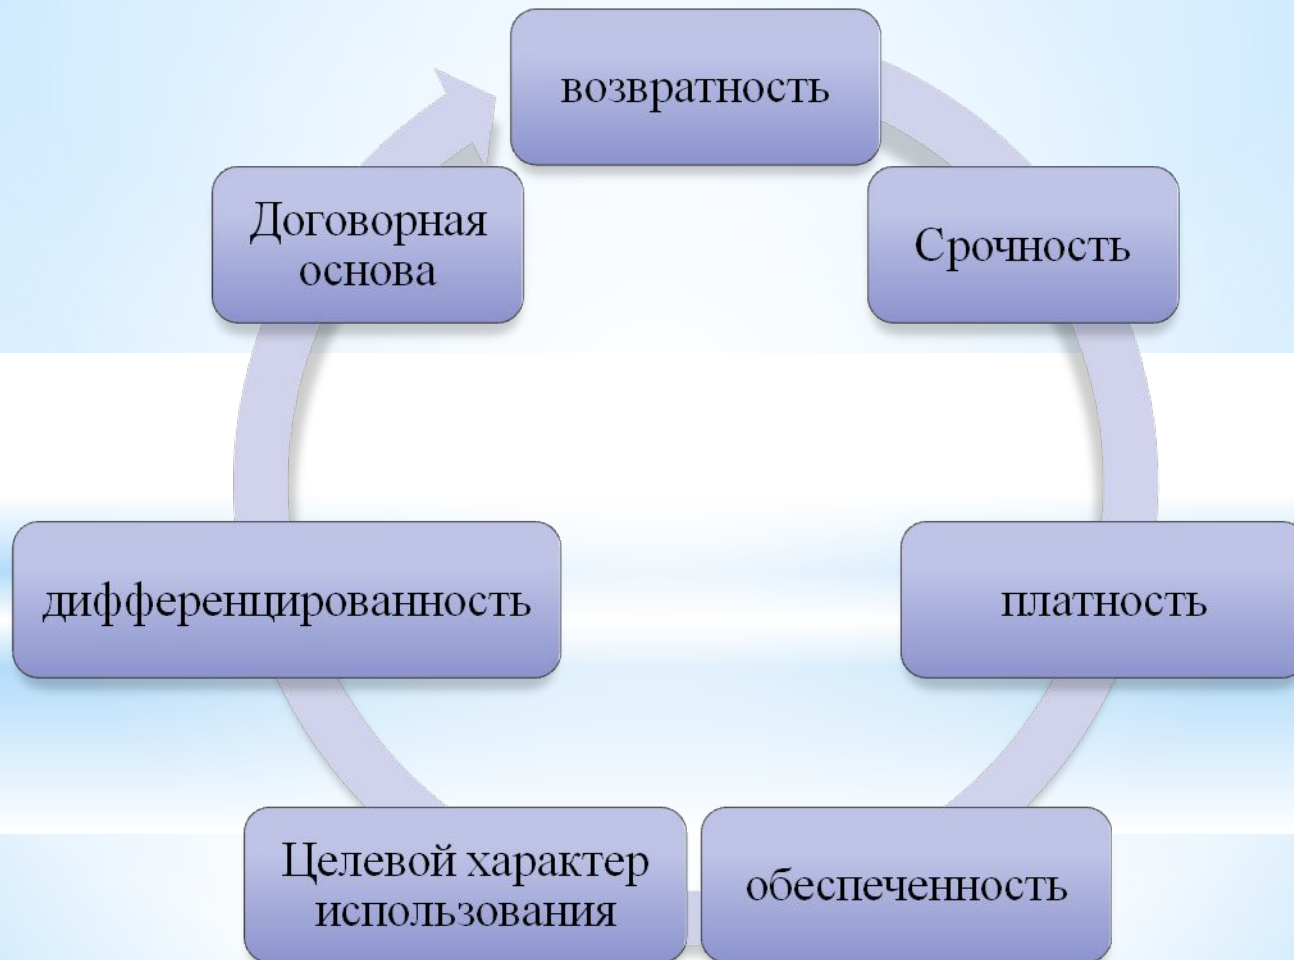 возвратность
Договорная
основа
Срочность
дифференцированность
платность
Целевой характер
использования
обеспеченность